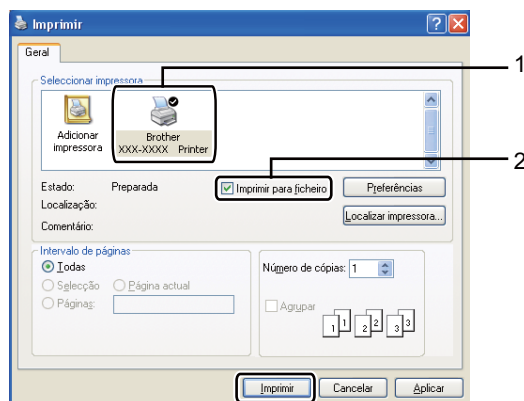 Imprimir
Geral
Seleccionar impressora
1
Adicionar impressora
Brother
XXX-XXXX Printer
2
Estado: Preparada
Imprimir para ficheiro
Preferências
Localização:
Localizar impressora...
Comentário:
Intervalo de páginas
Todas
Número de cópias: 1
Selecção
Página actual
Páginas:
Agrupar
1 1 2 2 3 3
Imprimir
Cancelar
Aplicar